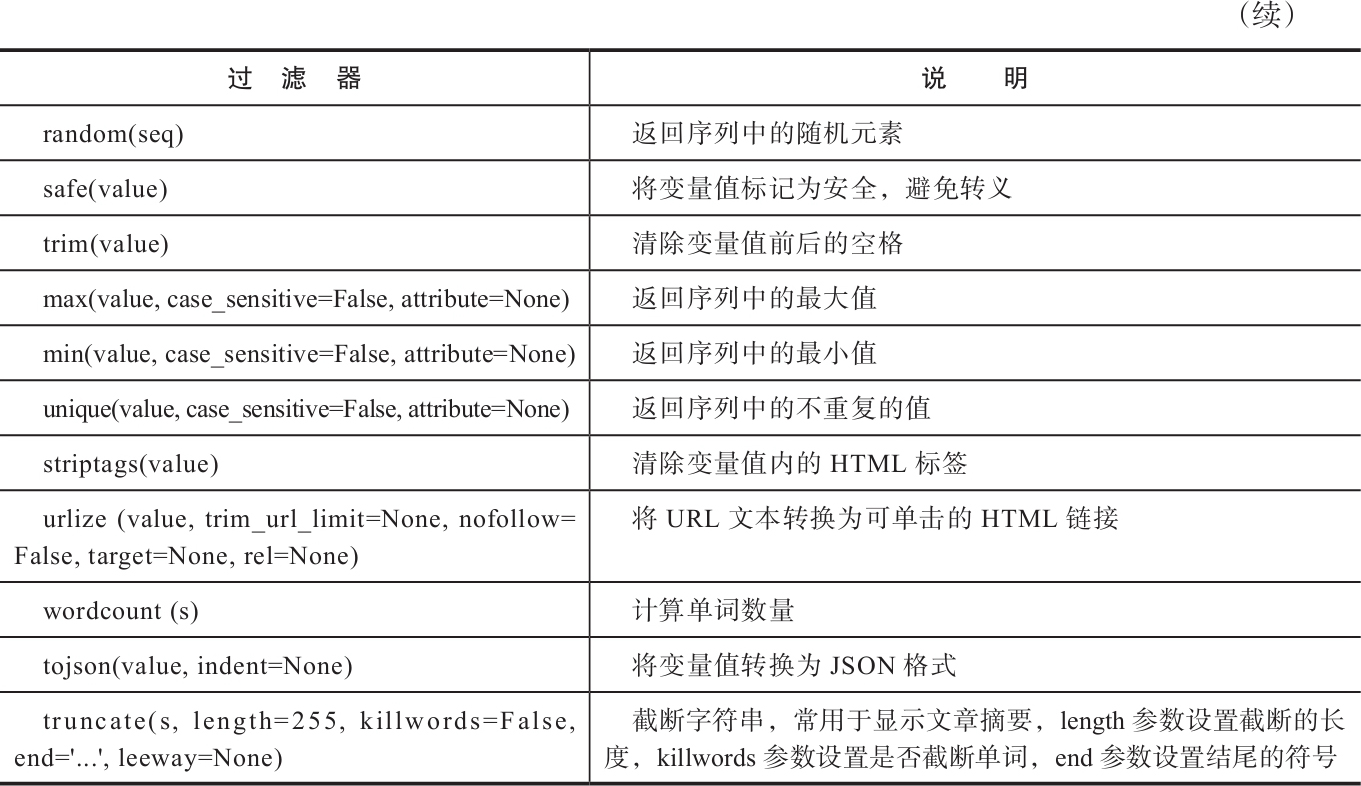 （续）
过 滤 器 说 明
random(seq) 返回序列中的随机元素
safe(value) 将变量值标记为安全，避免转义
trim(value) 清除变量值前后的空格
max(value, case_sensitive=False, attribute=None) 返回序列中的最大值
min(value, case_sensitive=False, attribute=None) 返回序列中的最小值
unique(value, case_sensitive=False, attribute=None) 返回序列中的不重复的值
striptags(value) 清除变量值内的 HTML 标签
urlize (value, trim_url_limit=None, nofollow= 将 URL 文本转换为可单击的 HTML 链接
False, target=None, rel=None)
wordcount (s) 计算单词数量
tojson(value, indent=None) 将变量值转换为 JSON 格式
truncate(s, length=255, killwords=False, 截断字符串，常用于显示文章摘要，length 参数设置截断的长
end='...', leeway=None) 度，killwords 参数设置是否截断单词，end 参数设置结尾的符号